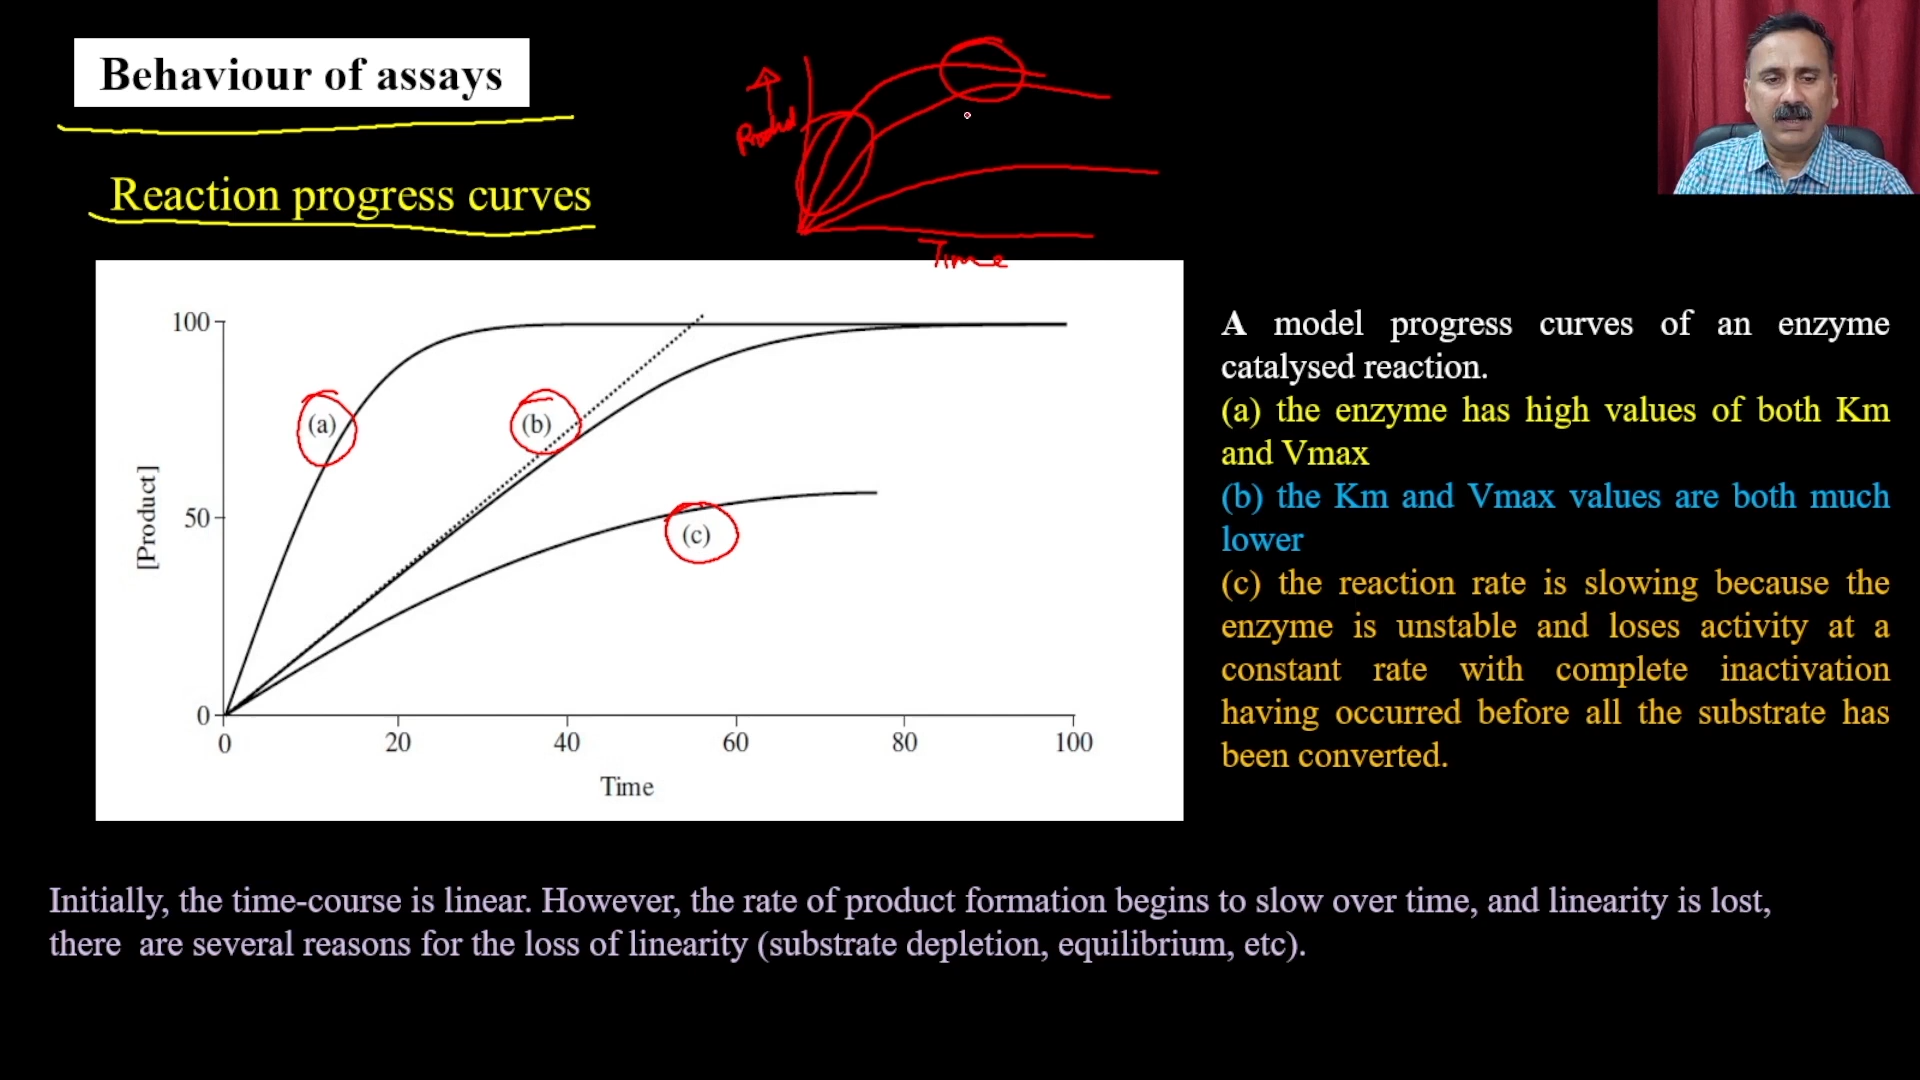 Behaviour of assays
Reaction progress curves
Product
Time
100
50
0
[Product]
(a)
(b)
(c)
0 20 40 60 80 100
Time
A model progress curves of an enzyme
catalysed reaction.
(a) the enzyme has high values of both Km
and Vmax
(b) the Km and Vmax values are both much
lower
(c) the reaction rate is slowing because the
enzyme is unstable and loses activity at a
constant rate with complete inactivation
having occurred before all the substrate has
been converted.
Initially, the time-course is linear. However, the rate of product formation begins to slow over time, and linearity is lost,
there are several reasons for the loss of linearity (substrate depletion, equilibrium, etc).